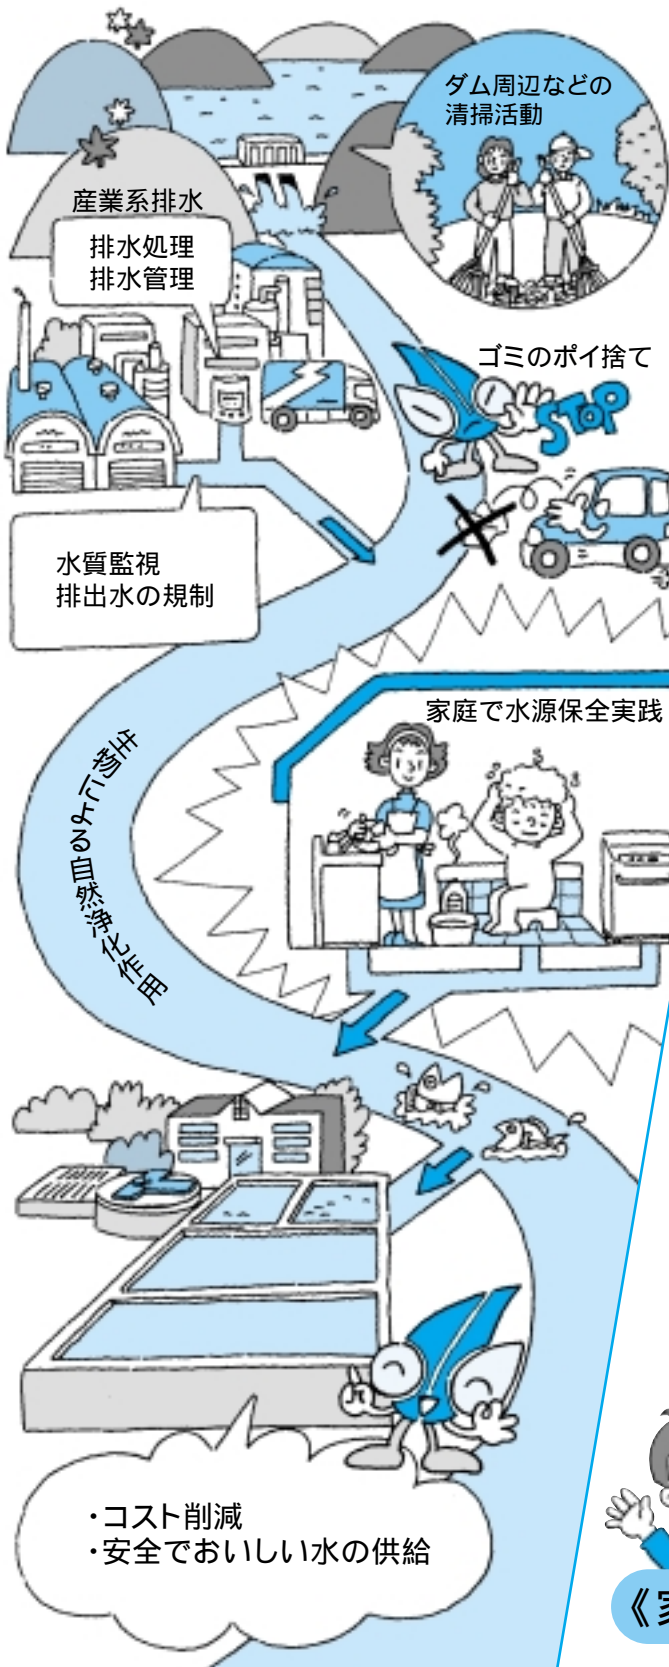 ダム周辺などの
清掃活動
産業系排水
排水処理
排水管理
ゴミのポイ捨て
STOP
水質監視
排出水の規制
家庭で水源保全実践
生物による自然浄化作用
・コスト削減
・安全でおいしい水の供給
《家